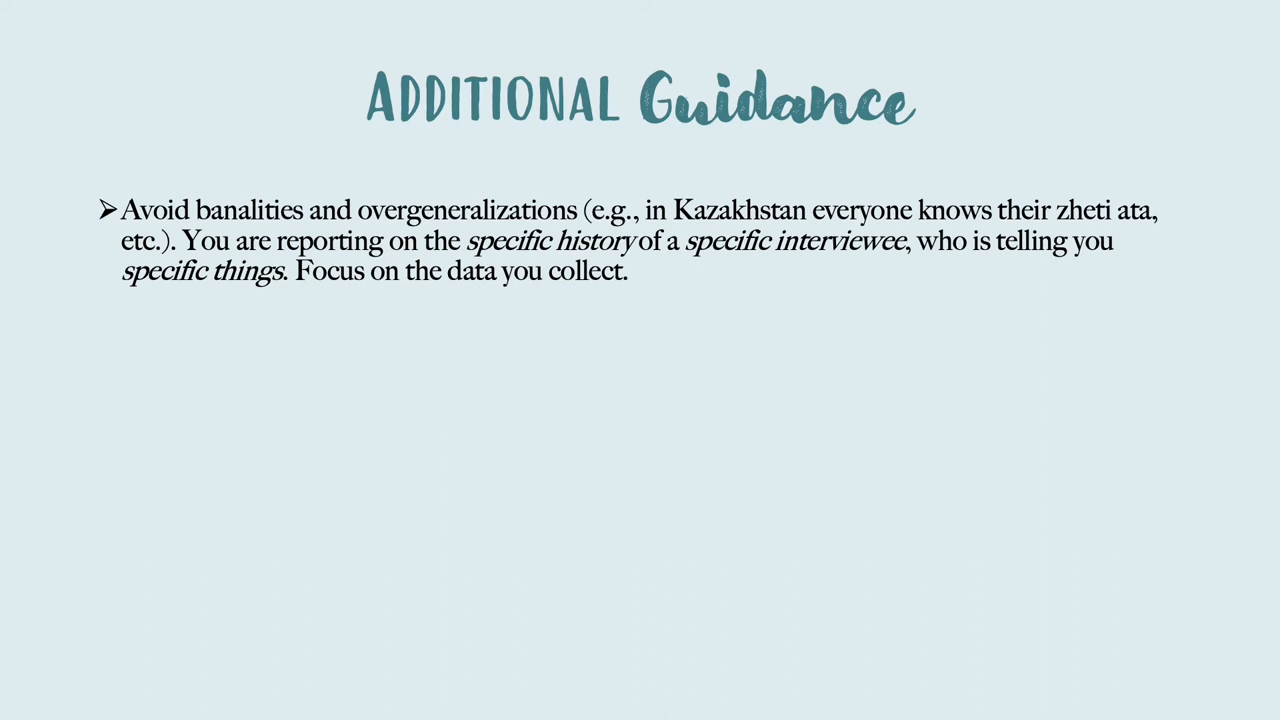 ADDITIONAL Guidance
➤Avoid banalities and overgeneralizations (e.g., in Kazakhstan everyone knows their zheti ata,
etc.). You are reporting on the specific history of a specific interviewee, who is telling you
specific things. Focus on the data you collect.